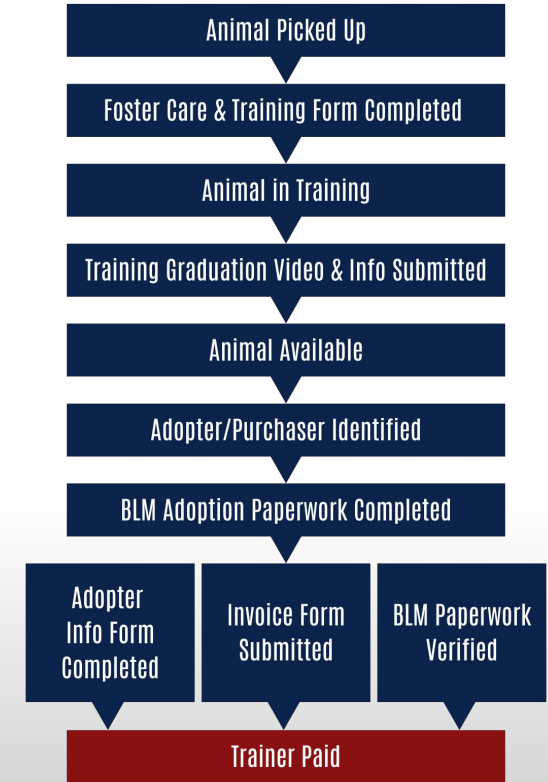 Animal Picked Up
Foster Care & Training Form Completed
Animal in Training
Training Graduation Video & Info Submitted
Animal Available
Adopter/Purchaser Identified
BLM Adoption Paperwork Completed
Adopter
Info Form
Completed
Invoice Form
Submitted
BLM Paperwork
Verified
Trainer Paid